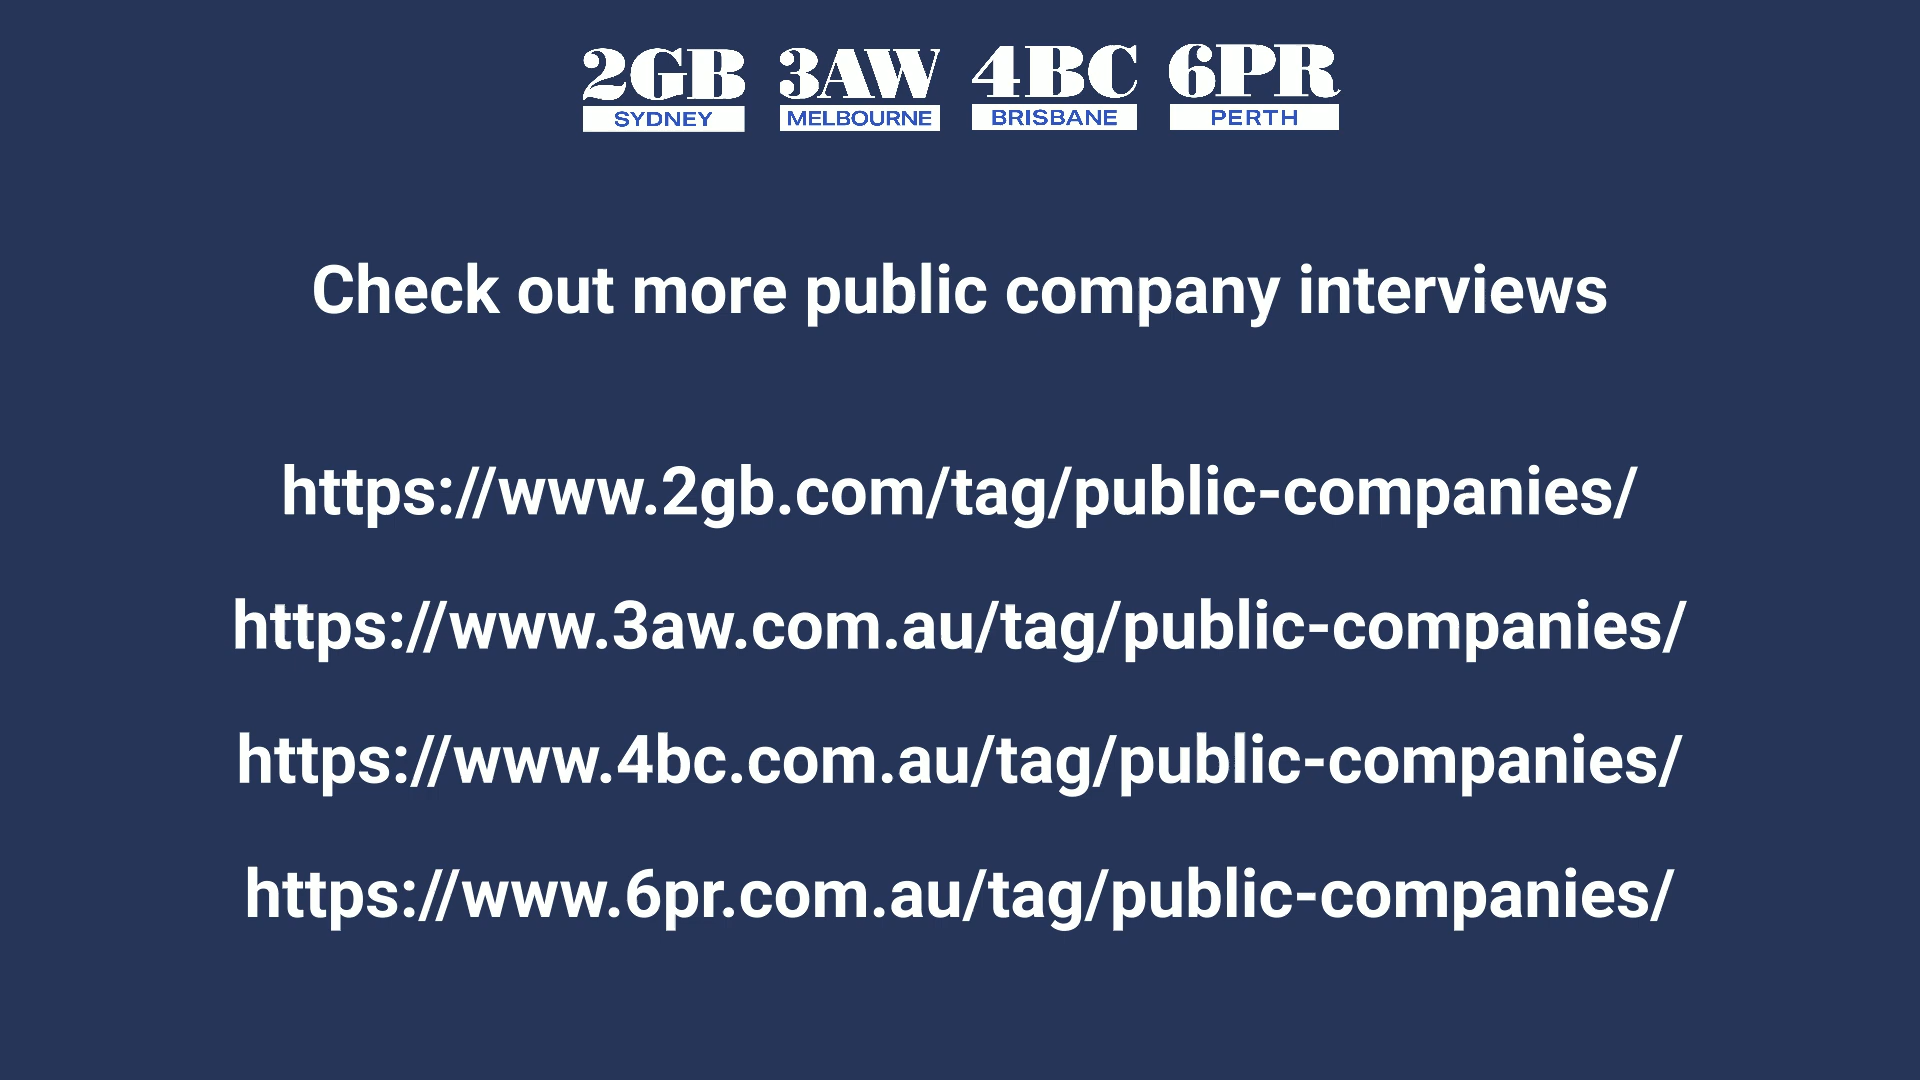 2GB 3AW 4BC 6PR
SYDNEY MELBOURNE BRISBANE PERTH
Check out more public company interviews
https://www.2gb.com/tag/public-companies/
https://www.3aw.com.au/tag/public-companies/
https://www.4bc.com.au/tag/public-companies/
https://www.6pr.com.au/tag/public-companies/